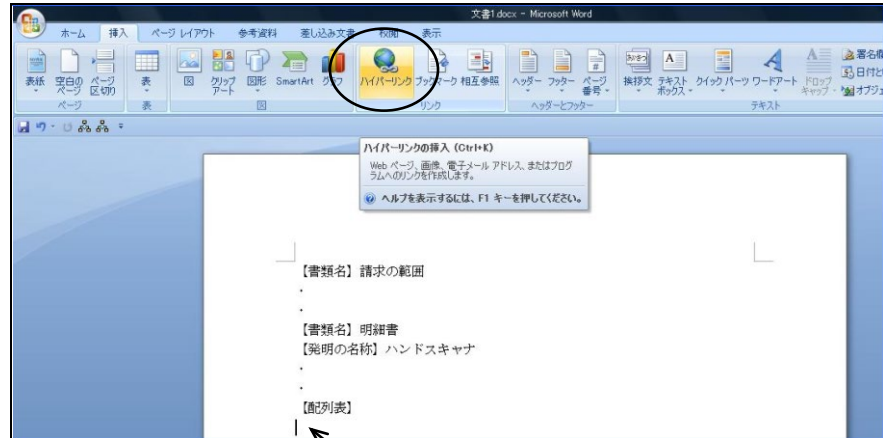 文書1.docx - Microsoft Word
ホーム 挿入 ページ レイアウト 参考資料 差し込み文書 校閲 表示
表紙 空白のページ ページ区切り 表 図 クリップアート 図形 SmartArt グラフ ハイパーリンク ブックマーク 相互参照 ヘッダー フッター ページ番号 挨拶文 テキストボックス クイック パーツ ワードアート ドロップキャップ 署名欄
日付と
オブジェ
ページ 表 図 リンク ヘッダーとフッター テキスト
ハイパーリンクの挿入 (Ctrl+K)
Web ページ、画像、電子メール アドレス、またはプログ
ラムへのリンクを作成します。
ヘルプを表示するには、F1 キーを押してください。
【書類名】請求の範囲
・
・
【書類名】明細書
【発明の名称】ハンドスキャナ
・
・
【配列表】